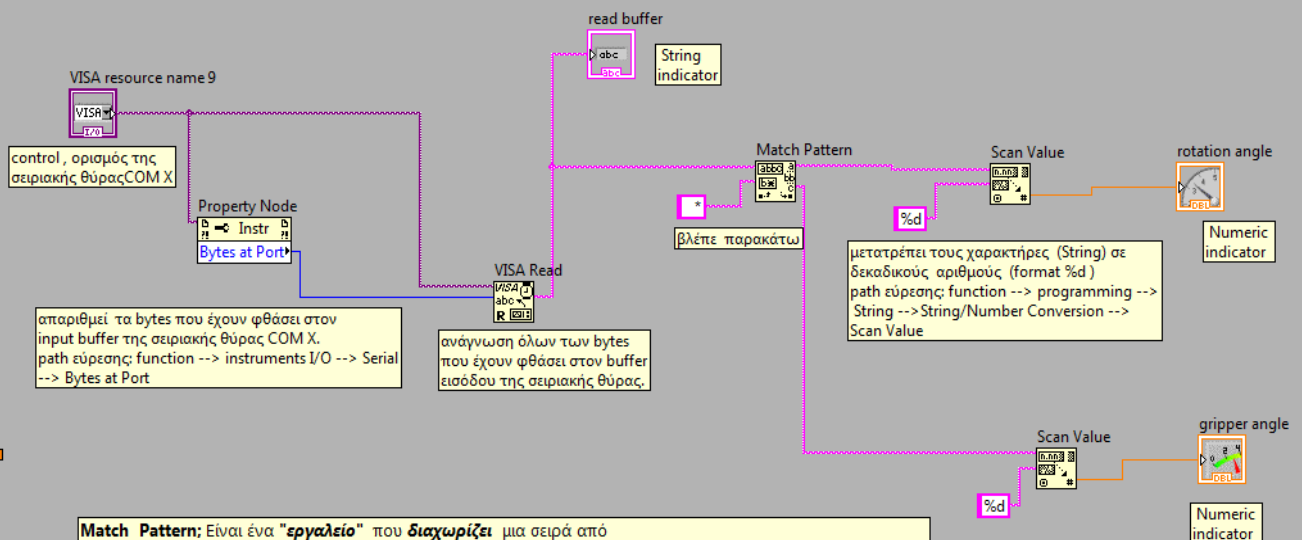 read buffer
abc
abc
String
indicator
VISA resource name 9
VISA
I/O
control , ορισμός της
σειριακής θύραςCOM X
Property Node
Instr
Bytes at Port
απαριθμεί τα bytes που έχουν φθάσει στον
input buffer της σειριακής θύρας COM X.
path εύρεσης: function --> instruments I/O --> Serial
--> Bytes at Port
VISA Read
VISA
abc
R
ανάγνωση όλων των bytes
που έχουν φθάσει στον buffer
εισόδου της σειριακής θύρας.
Match Pattern
*
βλέπε παρακάτω
Scan Value
%d
rotation angle
DBL
Numeric
indicator
μετατρέπει τους χαρακτήρες (String) σε
δεκαδικούς αριθμούς (format %d )
path εύρεσης: function --> programming -->
String -->String/Number Conversion -->
Scan Value
Scan Value
%d
gripper angle
DBL
Numeric
indicator
Match Pattern; Είναι ένα "εργαλείο" που διαχωρίζει μια σειρά από